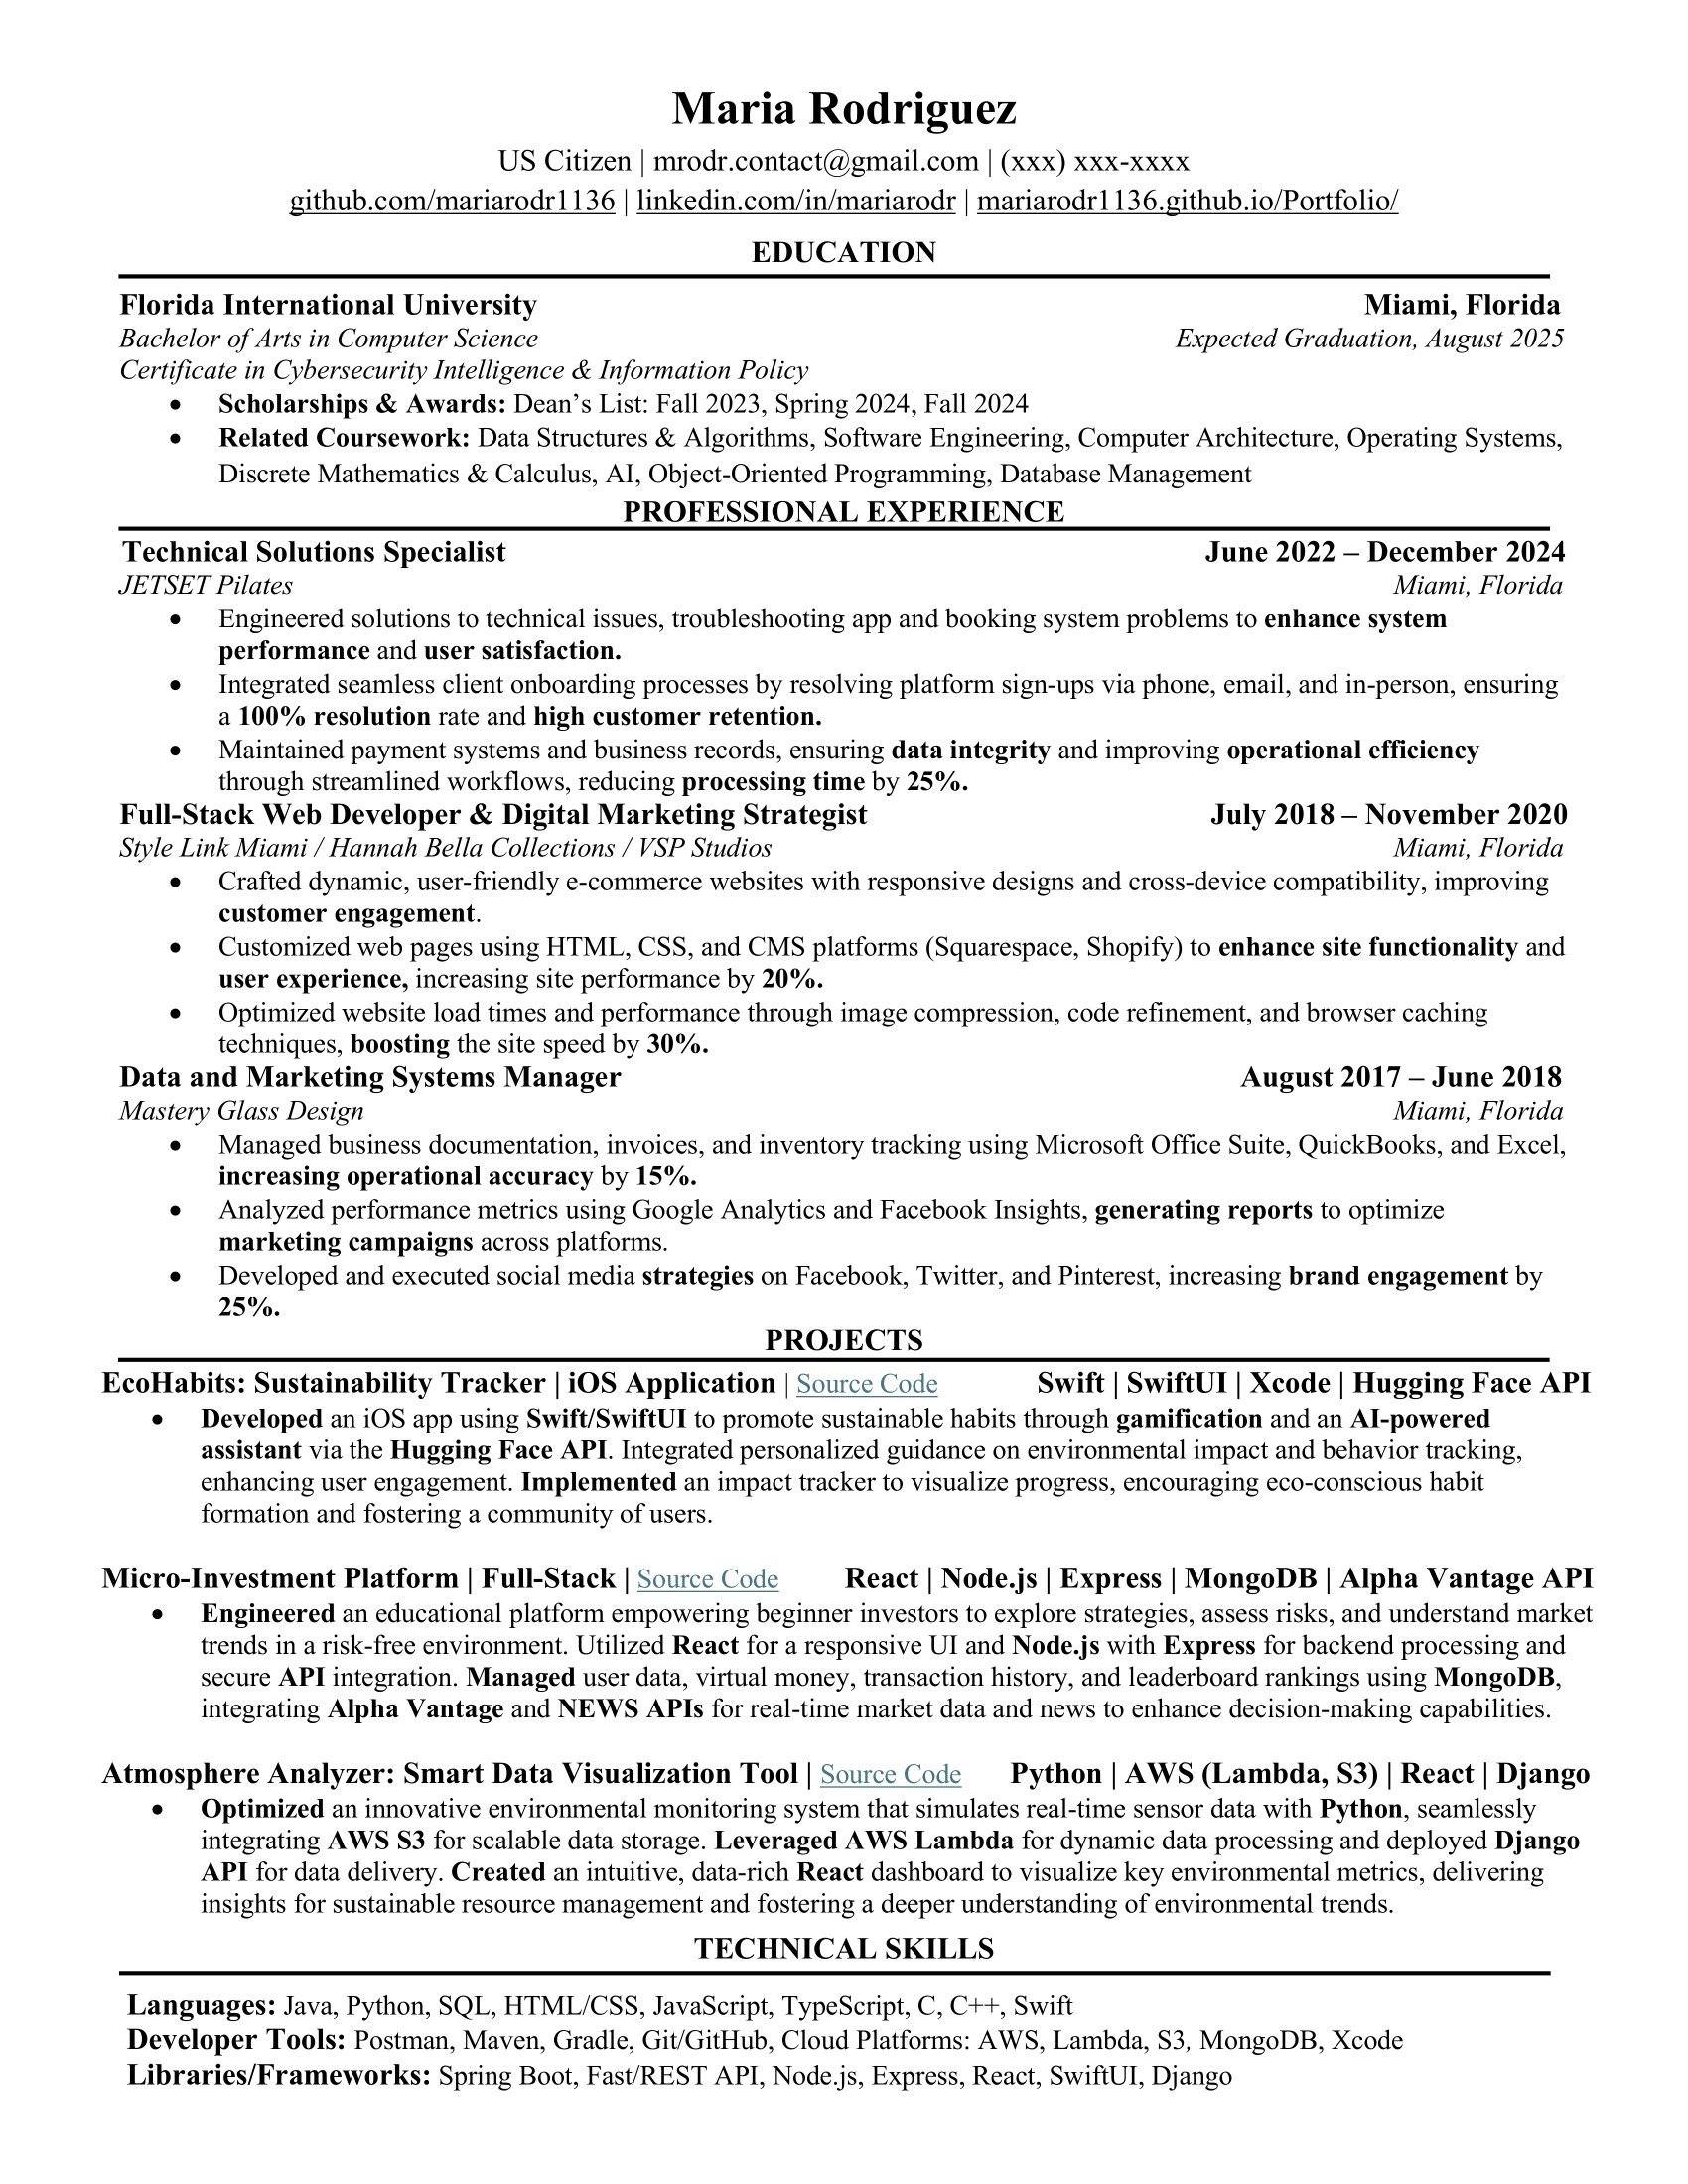 Maria Rodriguez
US Citizen | mrodr.contact@gmail.com | (xxx) xxx-xxxx
github.com/mariarodr1136 | linkedin.com/in/mariarodr | mariarodr1136.github.io/Portfolio/
EDUCATION
Florida International University Miami, Florida
Bachelor of Arts in Computer Science Expected Graduation, August 2025
Certificate in Cybersecurity Intelligence & Information Policy
• Scholarships & Awards: Dean’s List: Fall 2023, Spring 2024, Fall 2024
• Related Coursework: Data Structures & Algorithms, Software Engineering, Computer Architecture, Operating Systems,
Discrete Mathematics & Calculus, AI, Object-Oriented Programming, Database Management
PROFESSIONAL EXPERIENCE
Technical Solutions Specialist June 2022 – December 2024
JETSET Pilates Miami, Florida
• Engineered solutions to technical issues, troubleshooting app and booking system problems to enhance system
performance and user satisfaction.
• Integrated seamless client onboarding processes by resolving platform sign-ups via phone, email, and in-person, ensuring
a 100% resolution rate and high customer retention.
• Maintained payment systems and business records, ensuring data integrity and improving operational efficiency
through streamlined workflows, reducing processing time by 25%.
Full-Stack Web Developer & Digital Marketing Strategist July 2018 – November 2020
Style Link Miami / Hannah Bella Collections / VSP Studios Miami, Florida
• Crafted dynamic, user-friendly e-commerce websites with responsive designs and cross-device compatibility, improving
customer engagement.
• Customized web pages using HTML, CSS, and CMS platforms (Squarespace, Shopify) to enhance site functionality and
user experience, increasing site performance by 20%.
• Optimized website load times and performance through image compression, code refinement, and browser caching
techniques, boosting the site speed by 30%.
Data and Marketing Systems Manager August 2017 – June 2018
Mastery Glass Design Miami, Florida
• Managed business documentation, invoices, and inventory tracking using Microsoft Office Suite, QuickBooks, and Excel,
increasing operational accuracy by 15%.
• Analyzed performance metrics using Google Analytics and Facebook Insights, generating reports to optimize
marketing campaigns across platforms.
• Developed and executed social media strategies on Facebook, Twitter, and Pinterest, increasing brand engagement by
25%.
PROJECTS
EcoHabits: Sustainability Tracker | iOS Application | Source Code Swift | SwiftUI | Xcode | Hugging Face API
• Developed an iOS app using Swift/SwiftUI to promote sustainable habits through gamification and an AI-powered
assistant via the Hugging Face API. Integrated personalized guidance on environmental impact and behavior tracking,
enhancing user engagement. Implemented an impact tracker to visualize progress, encouraging eco-conscious habit
formation and fostering a community of users.
Micro-Investment Platform | Full-Stack | Source Code React | Node.js | Express | MongoDB | Alpha Vantage API
• Engineered an educational platform empowering beginner investors to explore strategies, assess risks, and understand market
trends in a risk-free environment. Utilized React for a responsive UI and Node.js with Express for backend processing and
secure API integration. Managed user data, virtual money, transaction history, and leaderboard rankings using MongoDB,
integrating Alpha Vantage and NEWS APIs for real-time market data and news to enhance decision-making capabilities.
Atmosphere Analyzer: Smart Data Visualization Tool | Source Code Python | AWS (Lambda, S3) | React | Django
• Optimized an innovative environmental monitoring system that simulates real-time sensor data with Python, seamlessly
integrating AWS S3 for scalable data storage. Leveraged AWS Lambda for dynamic data processing and deployed Django
API for data delivery. Created an intuitive, data-rich React dashboard to visualize key environmental metrics, delivering
insights for sustainable resource management and fostering a deeper understanding of environmental trends.
TECHNICAL SKILLS
Languages: Java, Python, SQL, HTML/CSS, JavaScript, TypeScript, C, C++, Swift
Developer Tools: Postman, Maven, Gradle, Git/GitHub, Cloud Platforms: AWS, Lambda, S3, MongoDB, Xcode
Libraries/Frameworks: Spring Boot, Fast/REST API, Node.js, Express, React, SwiftUI, Django